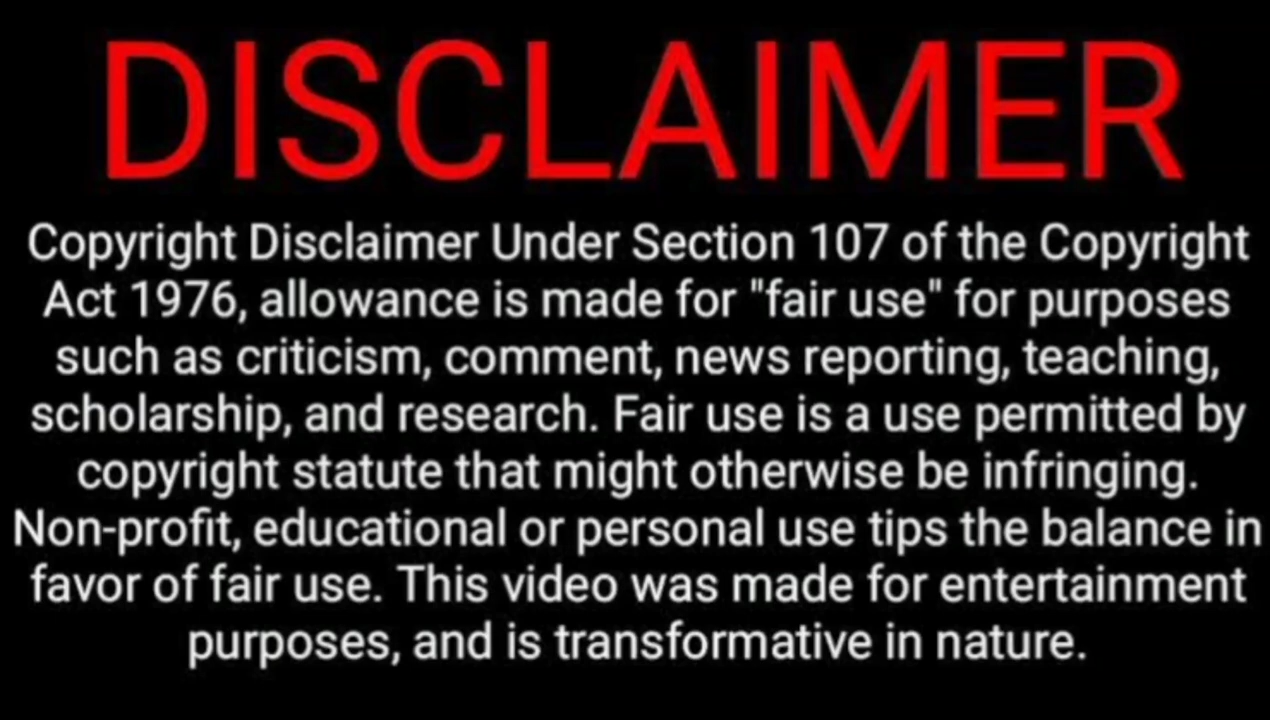 DISCLAIMER
Copyright Disclaimer Under Section 107 of the Copyright
Act 1976, allowance is made for "fair use" for purposes
such as criticism, comment, news reporting, teaching,
scholarship, and research. Fair use is a use permitted by
copyright statute that might otherwise be infringing.
Non-profit, educational or personal use tips the balance in
favor of fair use. This video was made for entertainment
purposes, and is transformative in nature.